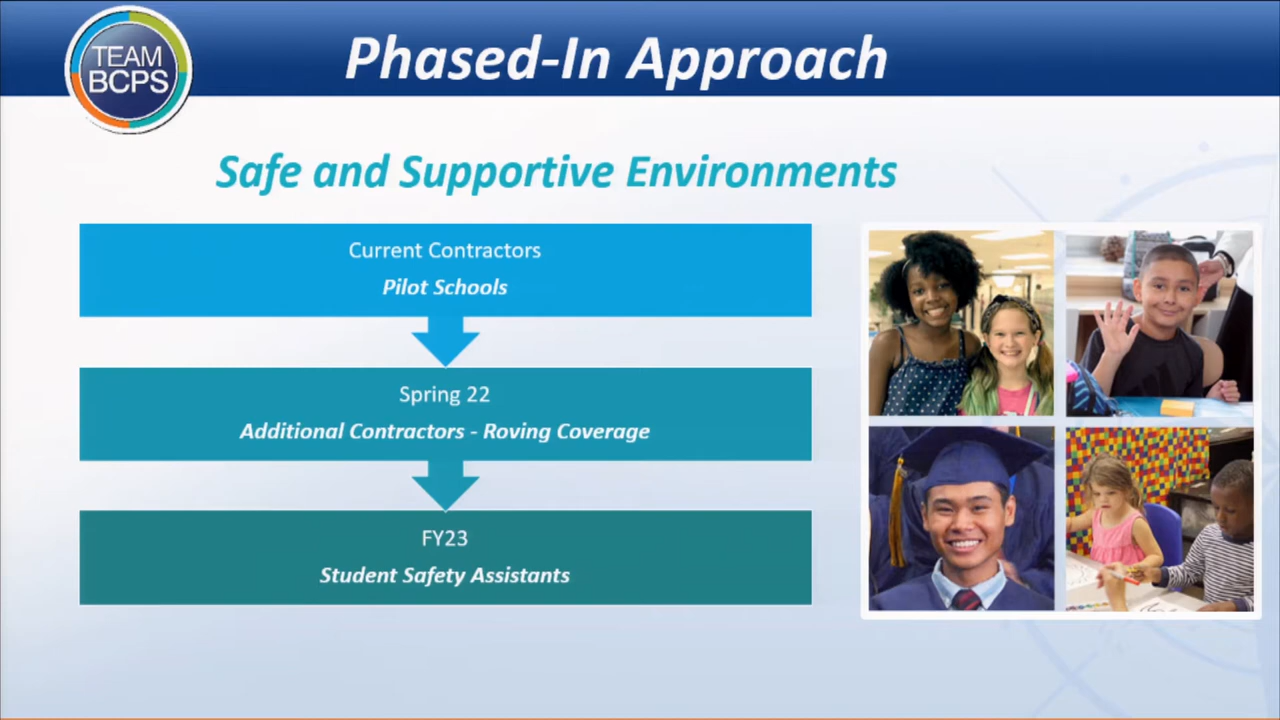 TEAM
BCPS
Phased-In Approach
Safe and Supportive Environments
Current Contractors
Pilot Schools
Spring 22
Additional Contractors - Roving Coverage
FY23
Student Safety Assistants